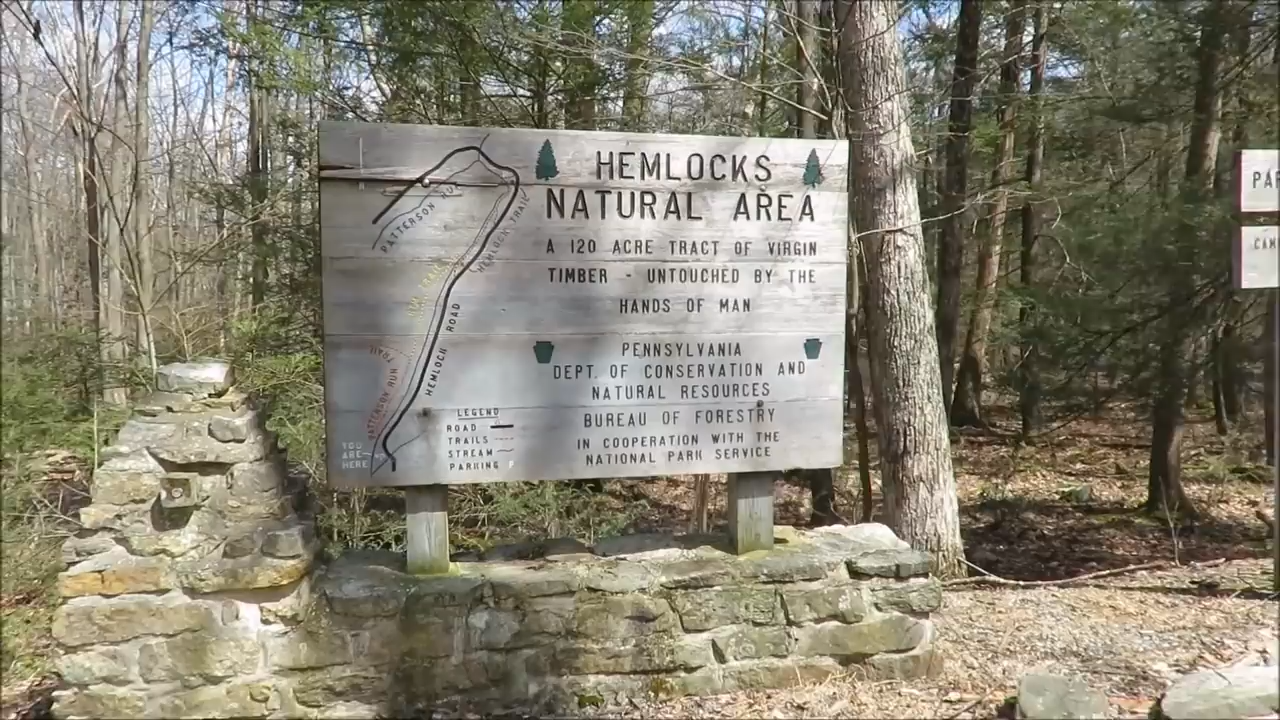 HEMLOCKS
NATURAL AREA
A 120 ACRE TRACT OF VIRGIN
TIMBER - UNTOUCHED BY THE
HANDS OF MAN
PENNSYLVANIA
DEPT. OF CONSERVATION AND
NATURAL RESOURCES
BUREAU OF FORESTRY
IN COOPERATION WITH THE
NATIONAL PARK SERVICE
PATTERSON RUN
HEMLOCK TRAIL
TRAIL
HEMLOCK ROAD
PATTERSON RUN TRAIL
LEGEND
ROAD
TRAILS
STREAM
PARKING P
YOU
ARE
HERE